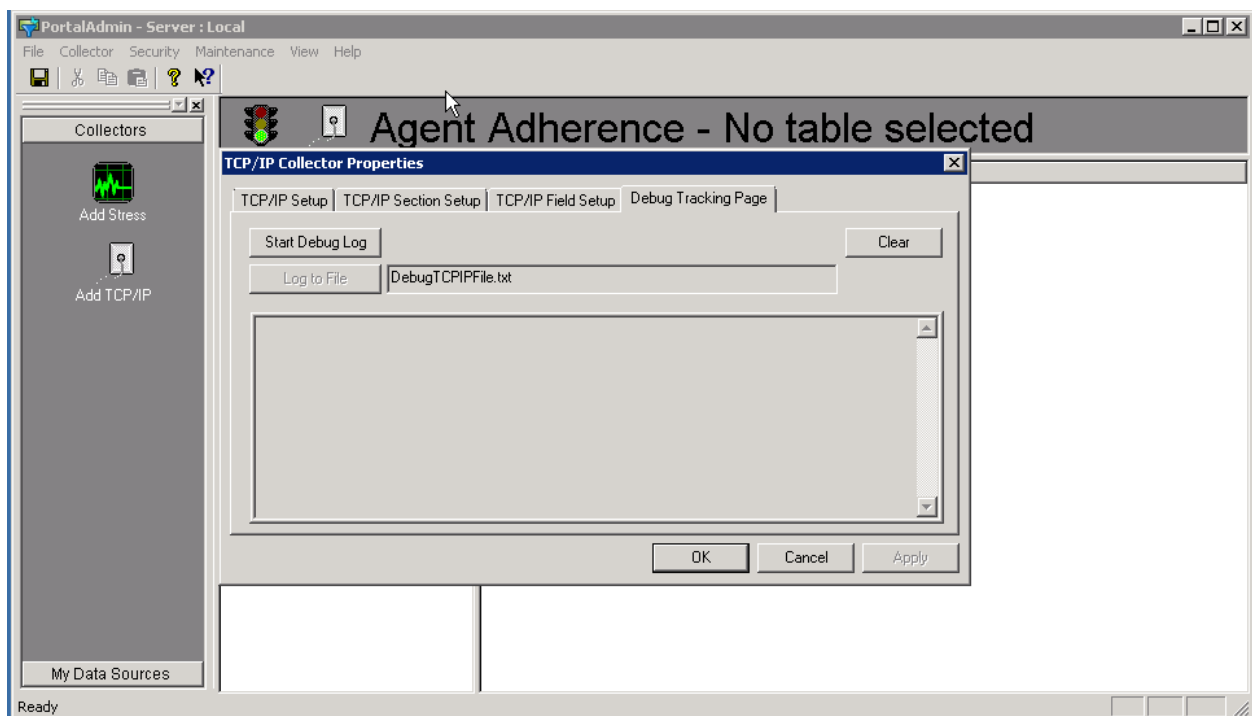 PortalAdmin - Server : Local
File Collector Security Maintenance View Help
Collectors
Agent Adherence - No table selected
TCP/IP Collector Properties
TCP/IP Setup TCP/IP Section Setup TCP/IP Field Setup Debug Tracking Page
Add Stress
Start Debug Log Clear
Log to File DebugTCPIPFile.txt
Add TCP/IP
OK Cancel Apply
My Data Sources
Ready